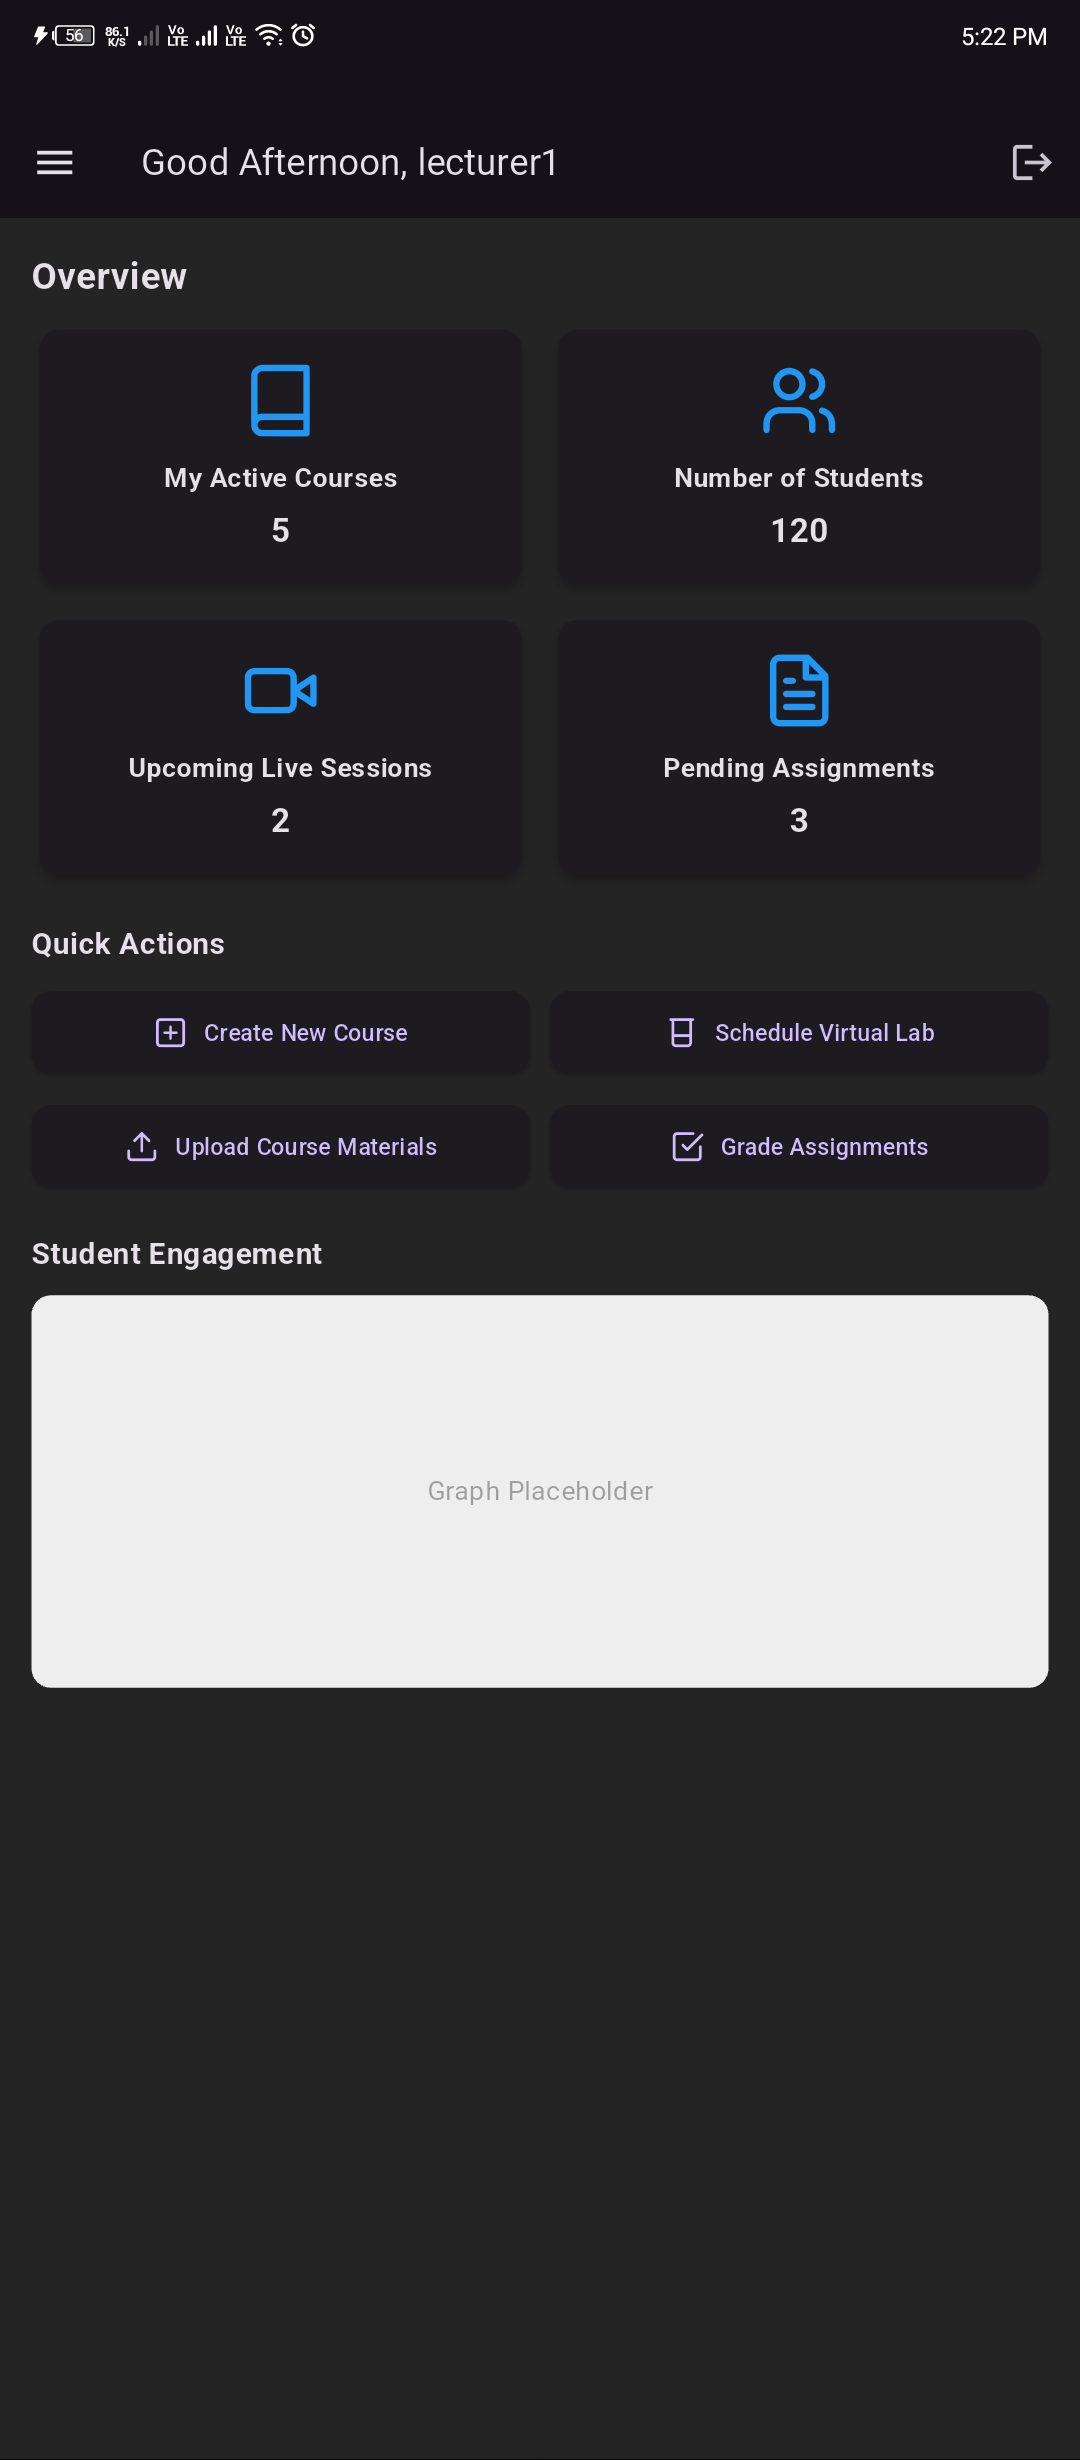 56 86.1 K/S Vo LTE Vo LTE 5:22 PM
Good Afternoon, lecturer1
Overview
My Active Courses
5
Number of Students
120
Upcoming Live Sessions
2
Pending Assignments
3
Quick Actions
Create New Course
Schedule Virtual Lab
Upload Course Materials
Grade Assignments
Student Engagement
Graph Placeholder